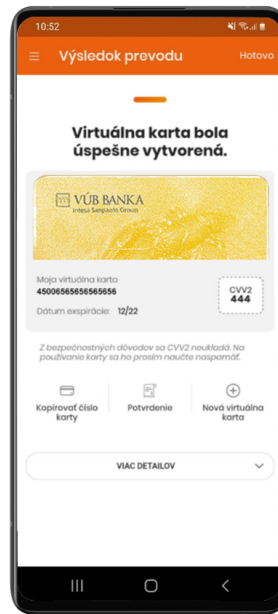 10:52
Výsledok prevodu
Hotovo
Virtuálna karta bola
úspešne vytvorená.
VÚB BANKA
Intesa Sanpaolo Group
Moja virtuálna karta
45006565656565656
Dátum exspirácie: 12/22
CVV2
444
Z bezpečnostných dôvodov sa CVV2 neukladá. Na
používanie karty sa ho prosím naučte naspamäť.
Kopírovať číslo
karty
Potvrdenie
Nová virtuálna
karta
VIAC DETAILOV